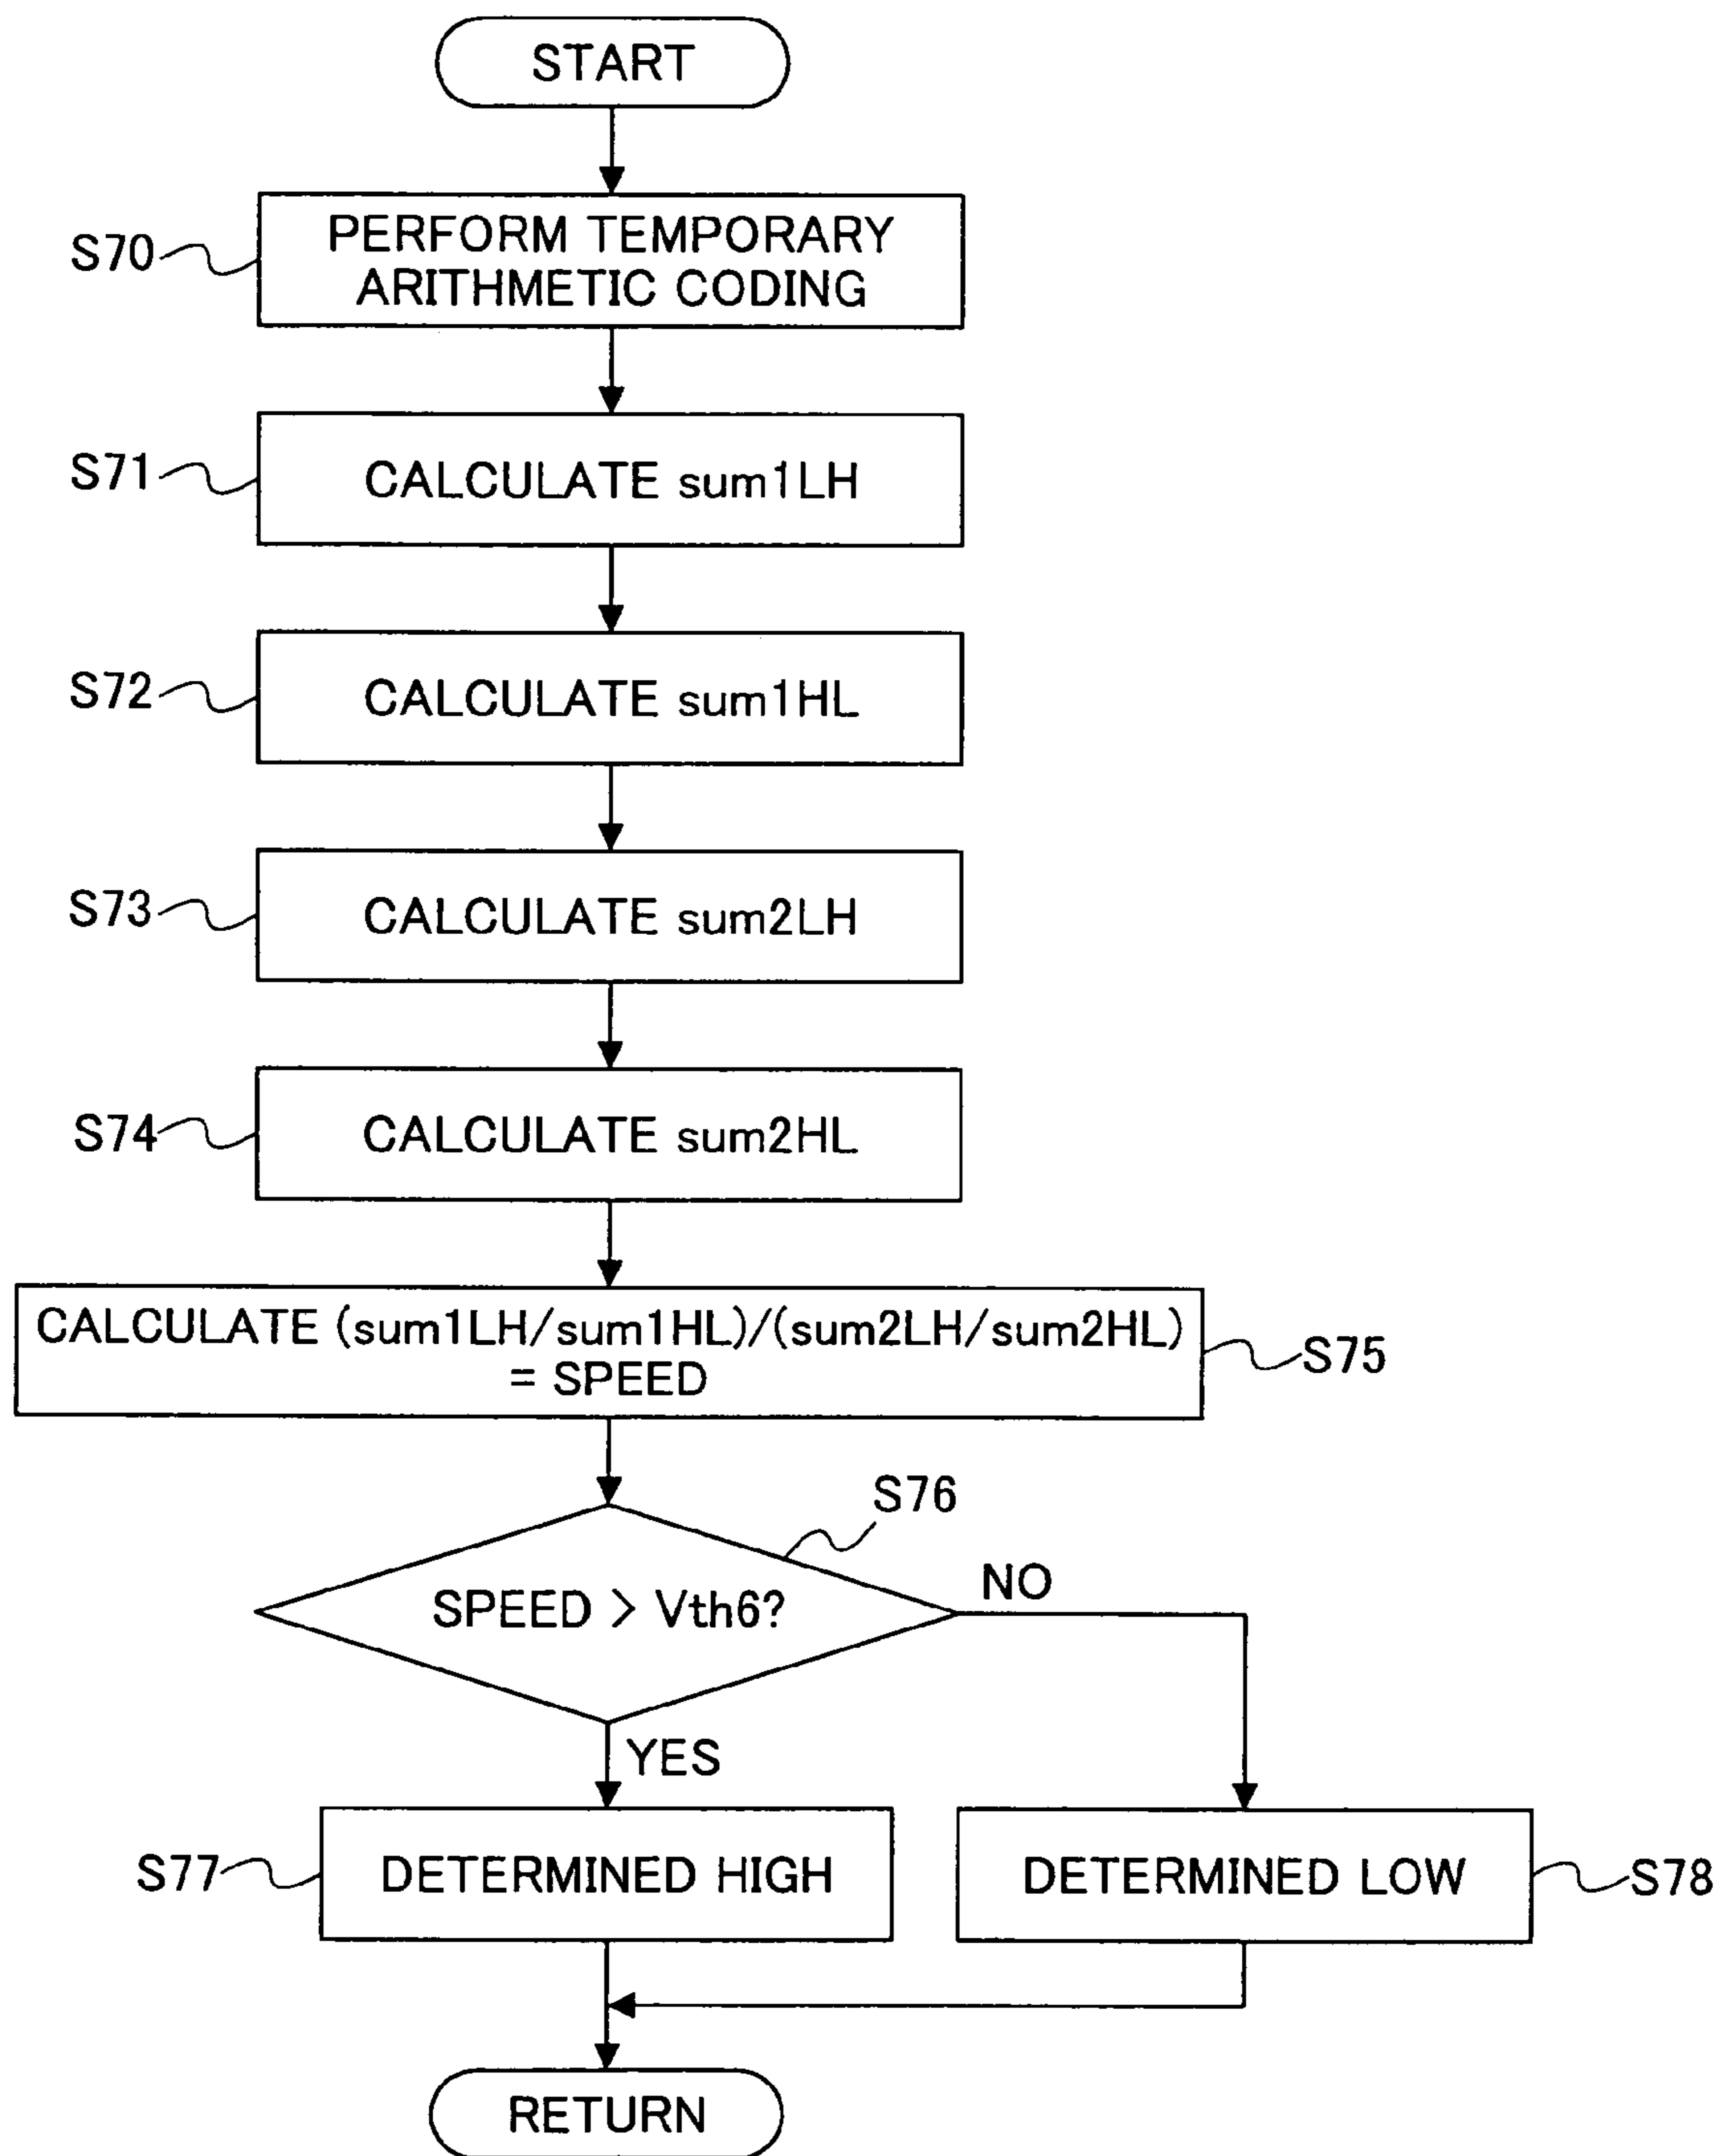 START
S70
PERFORM TEMPORARY
ARITHMETIC CODING
S71
CALCULATE sum1LH
S72
CALCULATE sum1HL
S73
CALCULATE sum2LH
S74
CALCULATE sum2HL
CALCULATE (sum1LH/sum1HL)/(sum2LH/sum2HL)
= SPEED
S75
S76
SPEED > Vth6?
NO
YES
S77
DETERMINED HIGH
DETERMINED LOW
S78
RETURN